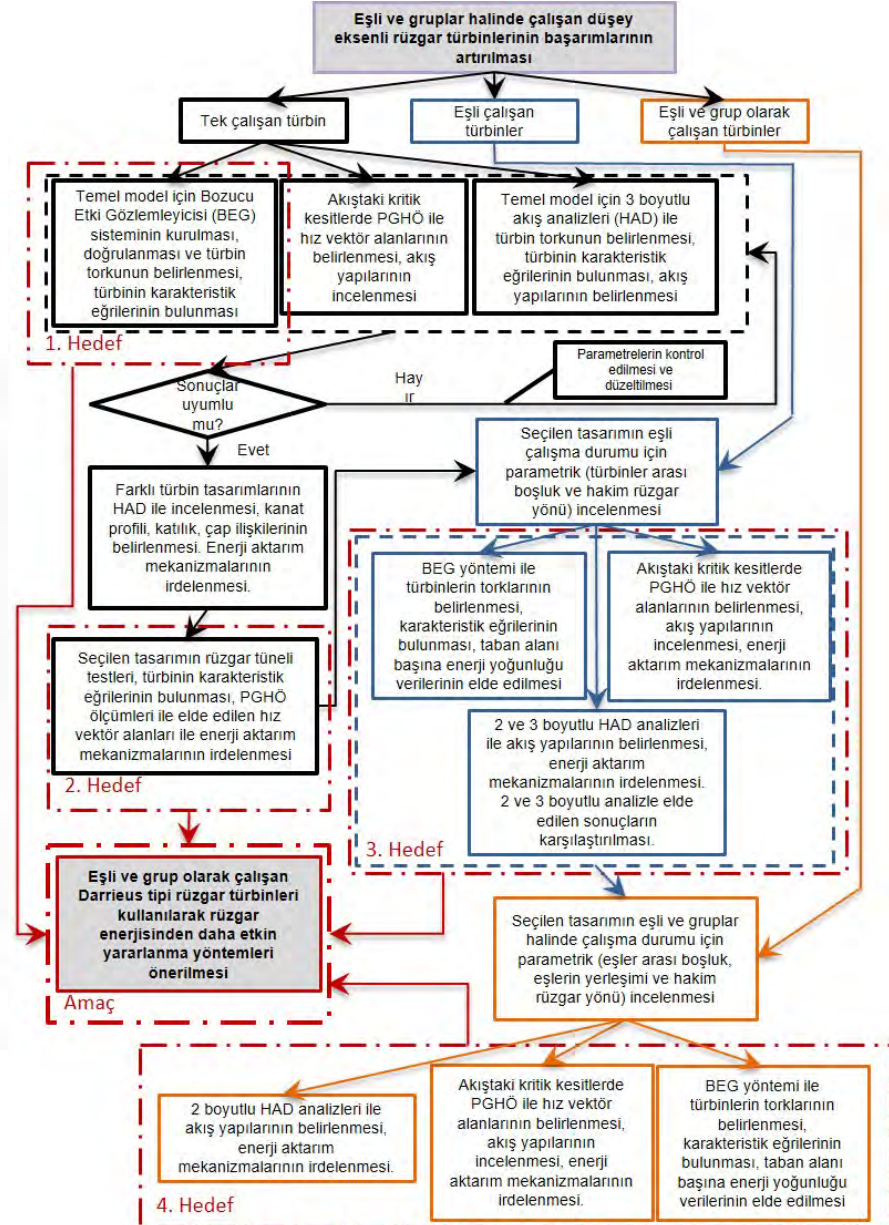 Eşli ve gruplar halinde çalışan düşey
eksenli rüzgar türbinlerinin başarımlarının
artırılması
Tek çalışan türbin
Eşli çalışan
türbinler
Eşli ve grup olarak
çalışan türbinler
Temel model için Bozucu
Etki Gözlemleyicisi (BEG)
sisteminin kurulması,
doğrulanması ve türbin
torkunun belirlenmesi,
türbinin karakteristik
eğrilerinin bulunması
Akıştaki kritik
kesitlerde PGHÖ ile
hız vektör alanlarının
belirlenmesi, akış
yapılarının
incelenmesi
Temel model için 3 boyutlu
akış analizleri (HAD) ile
türbin torkunun belirlenmesi,
türbinin karakteristik
eğrilerinin bulunması, akış
yapılarının belirlenmesi
1. Hedef
Sonuçlar
uyumlu
mu?
Hay
ır
Parametrelerin kontrol
edilmesi ve
düzeltilmesi
Evet
Seçilen tasarımın eşli
çalışma durumu için
parametrik (türbinler arası
boşluk ve hakim rüzgar
yönü) incelenmesi
Farklı türbin tasarımlarının
HAD ile incelenmesi, kanat
profili, katılık, çap ilişkilerinin
belirlenmesi. Enerji aktarım
mekanizmalarının
irdelenmesi.
BEG yöntemi ile
türbinlerin torklarının
belirlenmesi,
karakteristik eğrilerinin
bulunması, taban alanı
başına enerji yoğunluğu
verilerinin elde edilmesi
Akıştaki kritik kesitlerde
PGHÖ ile hız vektör
alanlarının belirlenmesi,
akış yapılarının
incelenmesi, enerji
aktarım mekanizmalarının
irdelenmesi.
Seçilen tasarımın rüzgar tüneli
testleri, türbinin karakteristik
eğrilerinin bulunması, PGHÖ
ölçümleri ile elde edilen hız
vektör alanları ile enerji aktarım
mekanizmalarının irdelenmesi
2. Hedef
2 ve 3 boyutlu HAD analizleri
ile akış yapılarının belirlenmesi,
enerji aktarım
mekanizmalarının irdelenmesi.
2 ve 3 boyutlu analizle elde
edilen sonuçların
karşılaştırılması.
3. Hedef
Eşli ve grup olarak çalışan
Darrieus tipi rüzgar türbinleri
kullanılarak rüzgar
enerjisinden daha etkin
yararlanma yöntemleri
önerilmesi
Amaç
Seçilen tasarımın eşli ve gruplar
halinde çalışma durumu için
parametrik (eşler arası boşluk,
eşlerin yerleşimi ve hakim
rüzgar yönü) incelenmesi
2 boyutlu HAD analizleri ile
akış yapılarının belirlenmesi,
enerji aktarım
mekanizmalarının irdelenmesi.
Akıştaki kritik kesitlerde
PGHÖ ile hız vektör
alanlarının belirlenmesi,
akış yapılarının
incelenmesi, enerji
aktarım mekanizmalarının
irdelenmesi.
BEG yöntemi ile
türbinlerin torklarının
belirlenmesi,
karakteristik eğrilerinin
bulunması, taban alanı
başına enerji yoğunluğu
verilerinin elde edilmesi
4. Hedef